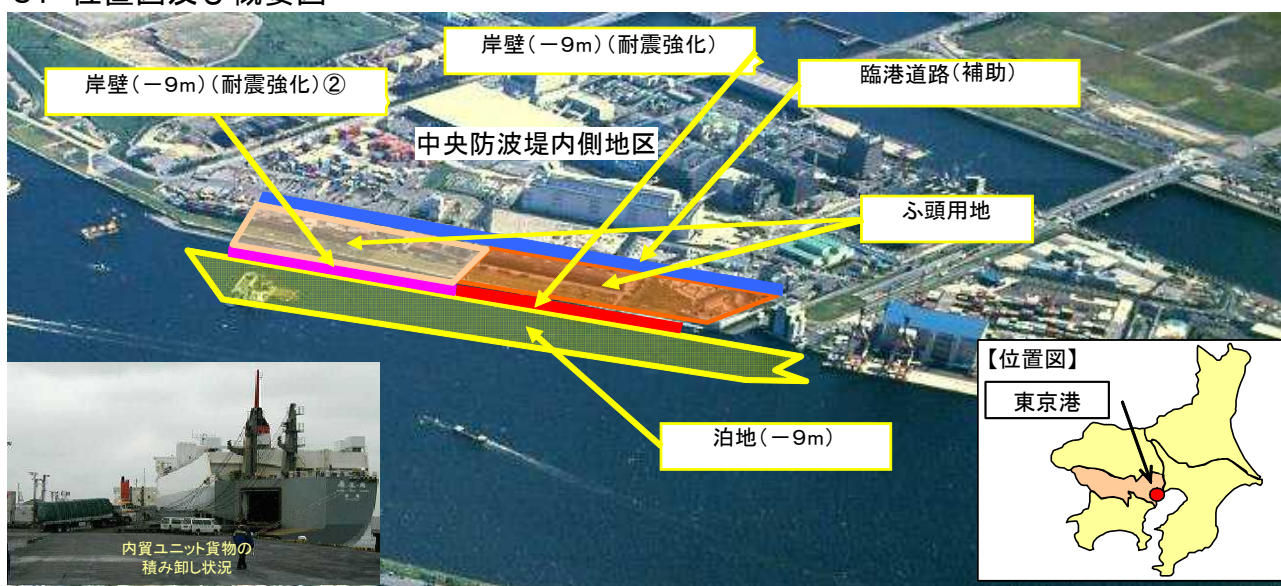 岸壁(－9m)(耐震強化)
岸壁(－9m)(耐震強化)②
臨港道路(補助)
中央防波堤内側地区
ふ頭用地
【位置図】
東京港
泊地(－9m)
内貿ユニット貨物の
積み卸し状況